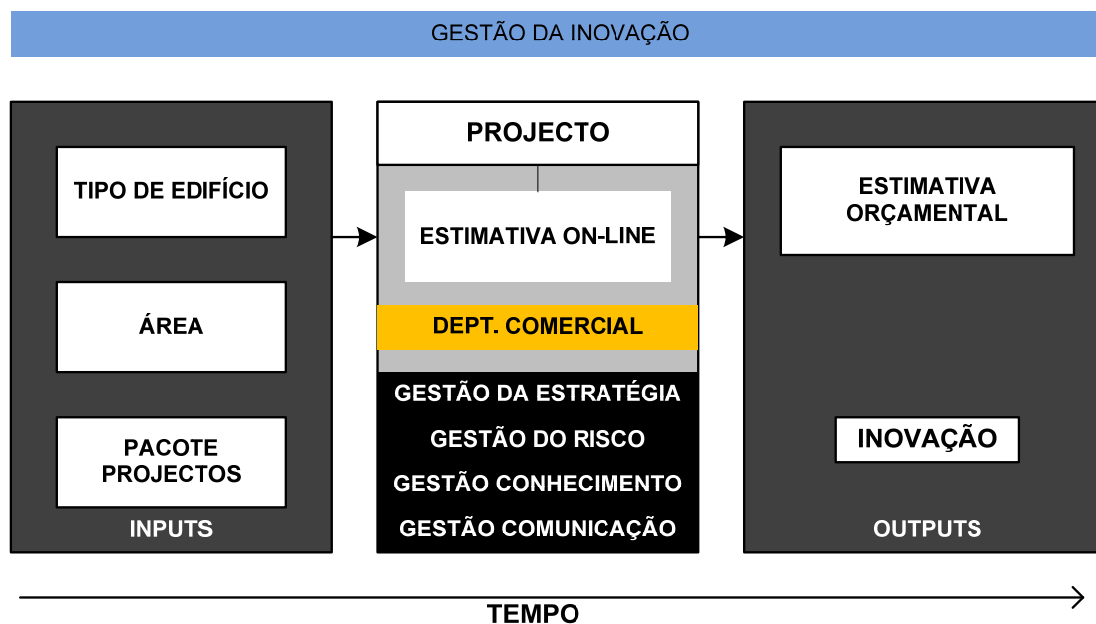 GESTÃO DA INOVAÇÃO
TIPO DE EDIFÍCIO
ÁREA
PACOTE
PROJECTOS
INPUTS
PROJECTO
ESTIMATIVA ON-LINE
DEPT. COMERCIAL
GESTÃO DA ESTRATÉGIA
GESTÃO DO RISCO
GESTÃO CONHECIMENTO
GESTÃO COMUNICAÇÃO
ESTIMATIVA
ORÇAMENTAL
INOVAÇÃO
OUTPUTS
TEMPO